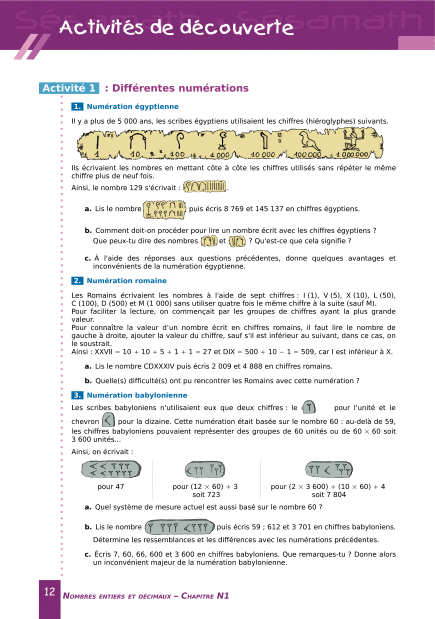 Sésamath Sésamath
Activités de découverte
Activité 1 : Différentes numérations
1. Numération égyptienne
Il y a plus de 5 000 ans, les scribes égyptiens utilisaient les chiffres (hiéroglyphes) suivants.
1 10 100 1 000 10 000 100 000 1 000 000
Ils écrivaient les nombres en mettant côte à côte les chiffres utilisés sans répéter le même
chiffre plus de neuf fois.
Ainsi, le nombre 129 s'écrivait : .
a. Lis le nombre puis écris 8 769 et 145 137 en chiffres égyptiens.
b. Comment doit-on procéder pour lire un nombre écrit avec les chiffres égyptiens ?
Que peux-tu dire des nombres et ? Qu'est-ce que cela signifie ?
c. À l'aide des réponses aux questions précédentes, donne quelques avantages et
inconvénients de la numération égyptienne.
2. Numération romaine
Les Romains écrivaient les nombres à l'aide de sept chiffres : I (1), V (5), X (10), L (50),
C (100), D (500) et M (1 000) sans utiliser quatre fois le même chiffre à la suite (sauf M).
Pour faciliter la lecture, on commençait par les groupes de chiffres ayant la plus grande
valeur.
Pour connaître la valeur d'un nombre écrit en chiffres romains, il faut lire le nombre de
gauche à droite, ajouter la valeur du chiffre, sauf s'il est inférieur au suivant, dans ce cas, on
le soustrait.
Ainsi : XXVII = 10 + 10 + 5 + 1 + 1 = 27 et DIX = 500 + 10 − 1 = 509, car I est inférieur à X.
a. Lis le nombre CDXXXIV puis écris 2 009 et 4 888 en chiffres romains.
b. Quelle(s) difficulté(s) ont pu rencontrer les Romains avec cette numération ?
3. Numération babylonienne
Les scribes babyloniens n'utilisaient eux que deux chiffres : le pour l'unité et le
chevron pour la dizaine. Cette numération était basée sur le nombre 60 : au-delà de 59,
les chiffres babyloniens pouvaient représenter des groupes de 60 unités ou de 60 × 60 soit
3 600 unités...
Ainsi, on écrivait :
pour 47 pour (12 × 60) + 3 pour (2 × 3 600) + (10 × 60) + 4
soit 723 soit 7 804
a. Quel système de mesure actuel est aussi basé sur le nombre 60 ?
b. Lis le nombre puis écris 59 ; 612 et 3 701 en chiffres babyloniens.
Détermine les ressemblances et les différences avec les numérations précédentes.
c. Écris 7, 60, 66, 600 et 3 600 en chiffres babyloniens. Que remarques-tu ? Donne alors
un inconvénient majeur de la numération babylonienne.
12 NOMBRES ENTIERS ET DÉCIMAUX – CHAPITRE N1